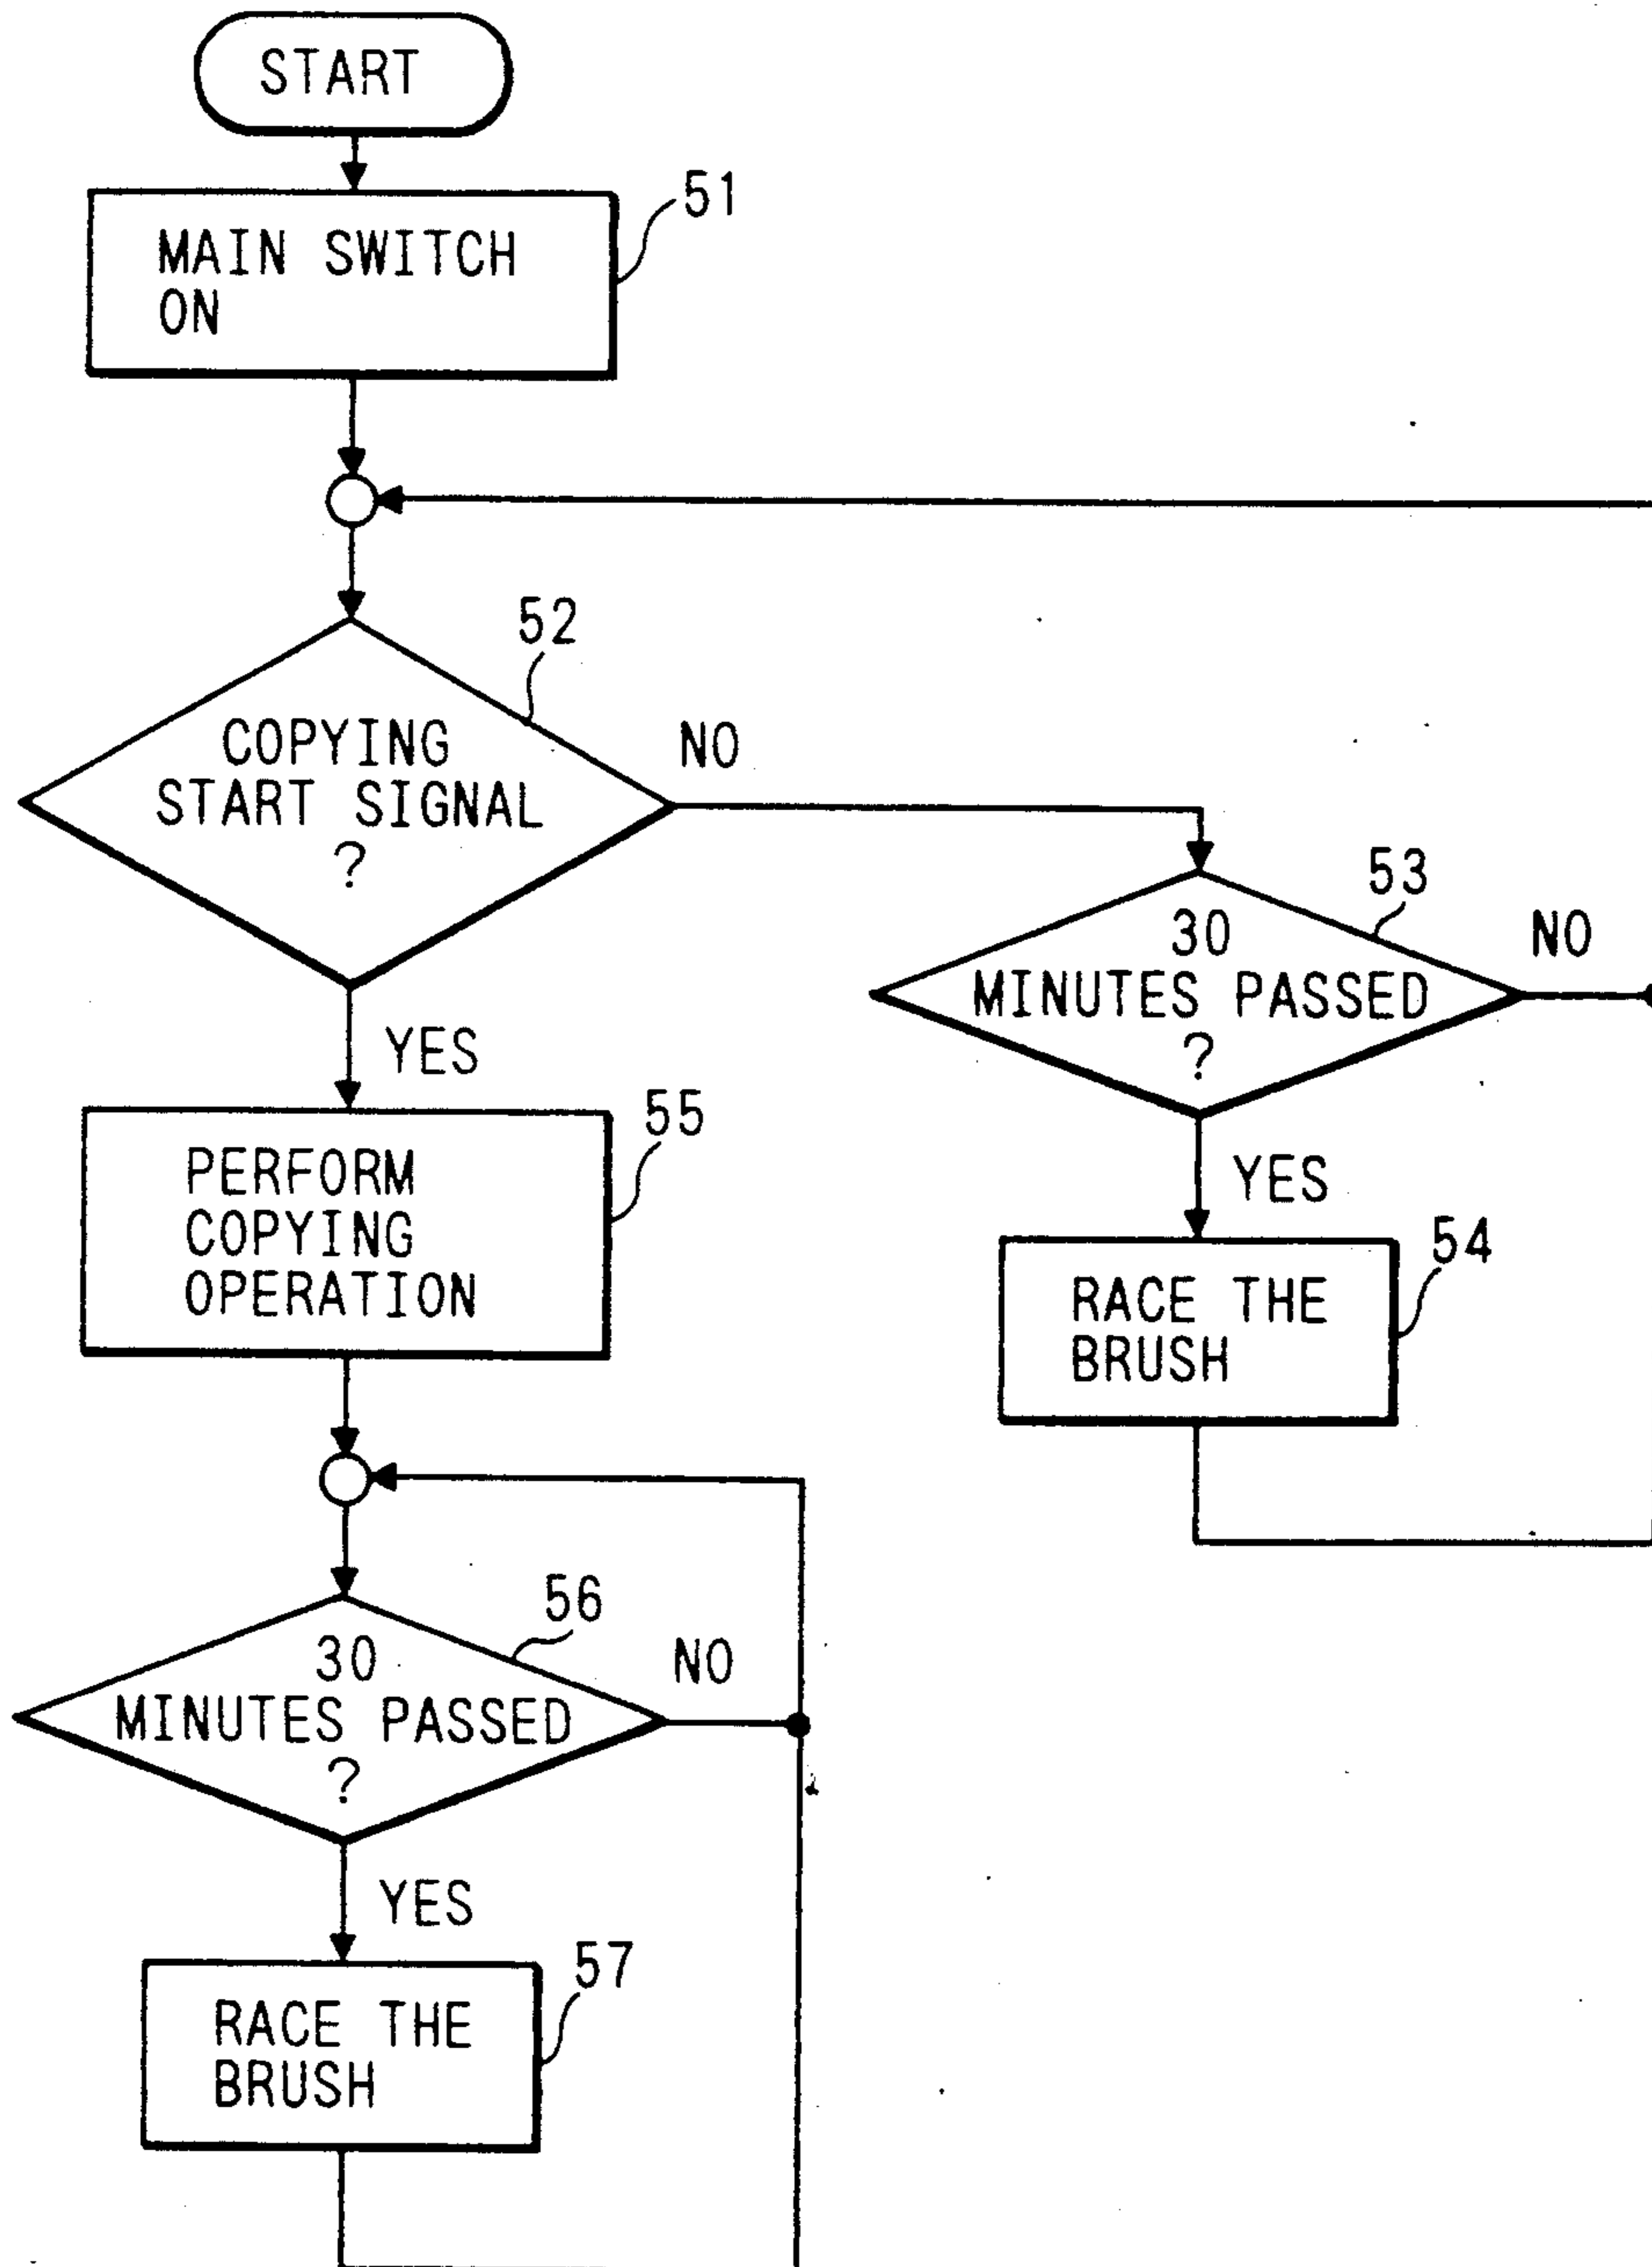 START
51
MAIN SWITCH
ON
52
COPYING
START SIGNAL
?
NO
53
30
MINUTES PASSED
?
NO
YES
YES
55
PERFORM
COPYING
OPERATION
54
RACE THE
BRUSH
56
30
MINUTES PASSED
?
NO
YES
57
RACE THE
BRUSH